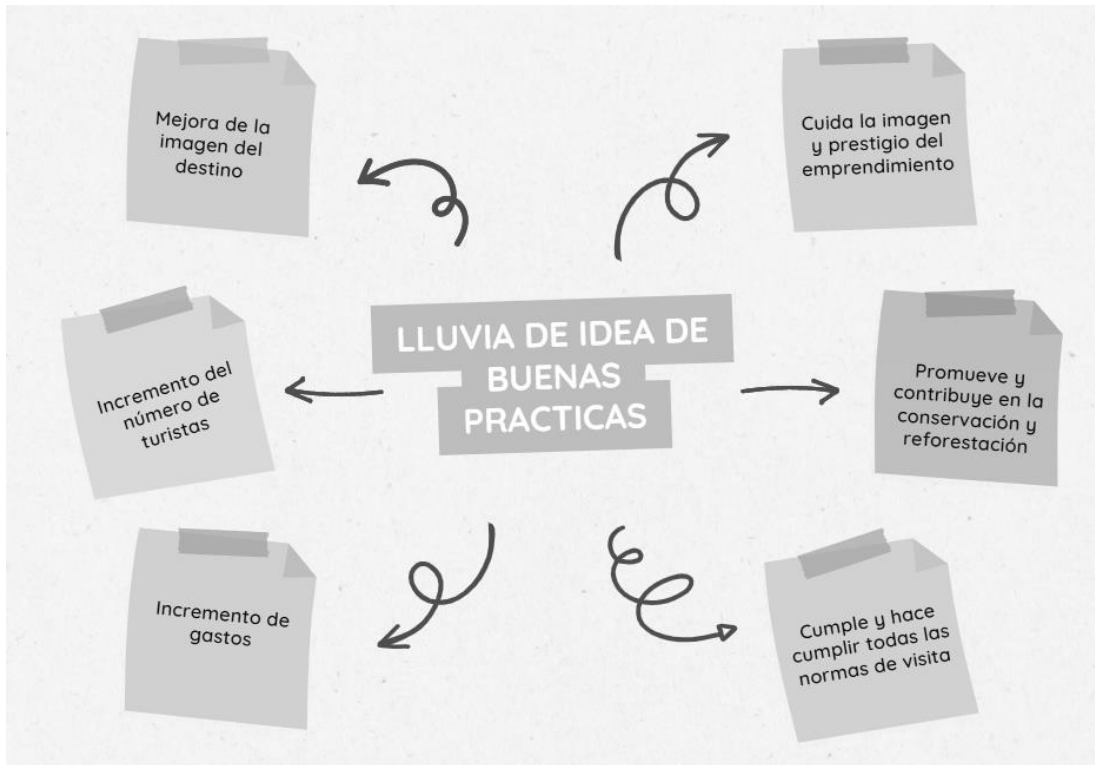 Mejora de la
imagen del
destino
Cuida la imagen
y prestigio del
emprendimiento
LLUVIA DE IDEA DE
BUENAS
PRACTICAS
Incremento del
número de
turistas
Promueve y
contribuye en la
conservación y
reforestación
Incremento de
gastos
Cumple y hace
cumplir todas las
normas de visita